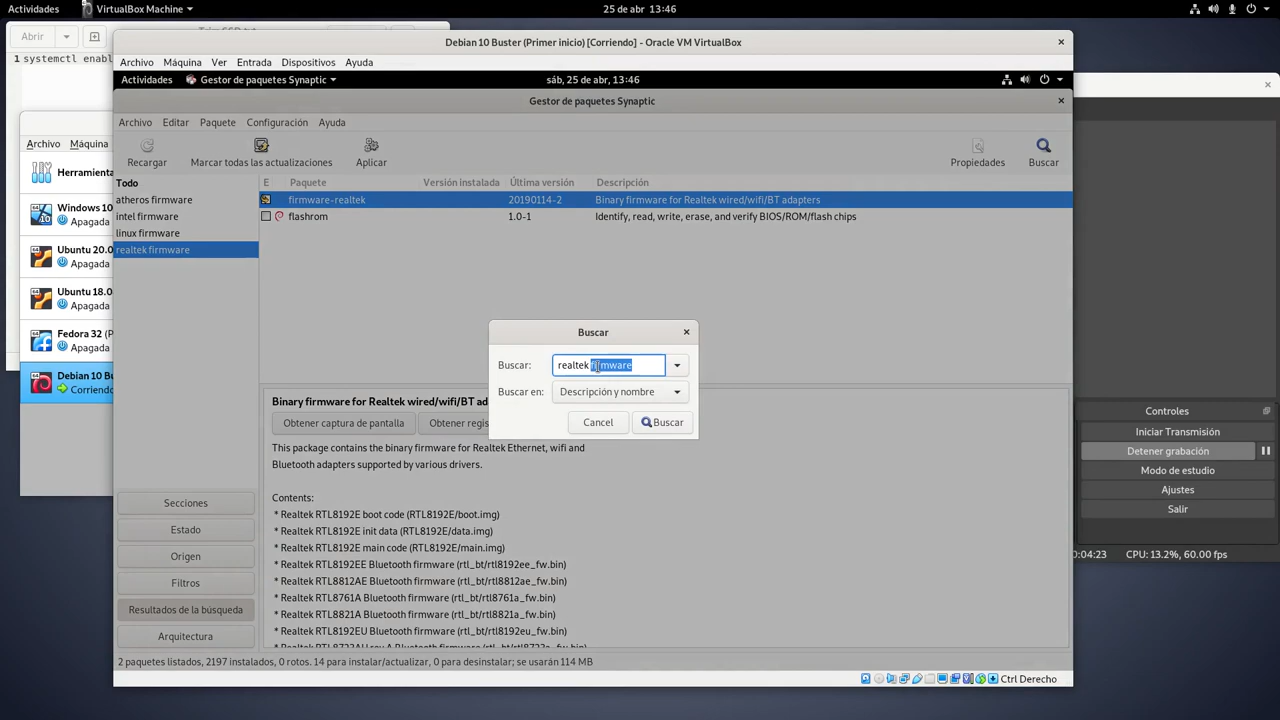 Actividades
VirtualBox Machine
25 de abr 13:46
Abrir
1 systemctl enabl
Debian 10 Buster (Primer inicio) [Corriendo] - Oracle VM VirtualBox
Archivo Máquina Ver Entrada Dispositivos Ayuda
Actividades Gestor de paquetes Synaptic sáb, 25 de abr, 13:46
Gestor de paquetes Synaptic
Archivo Editar Paquete Configuración Ayuda
Recargar Marcar todas las actualizaciones Aplicar Propiedades Buscar
Archivo Máquina
Herramienta
Windows 10
Apagada
Ubuntu 20.0
Apagada
Ubuntu 18.0
Apagada
Fedora 32 (P
Apagada
Debian 10 Bu
Corriendo
Todo
atheros firmware
intel firmware
linux firmware
realtek firmware
E Paquete Versión instalada Última versión Descripción
firmware-realtek 20190114-2 Binary firmware for Realtek wired/wifi/BT adapters
flashrom 1.0-1 Identify, read, write, erase, and verify BIOS/ROM/flash chips
Buscar
Buscar: realtek firmware
Buscar en: Descripción y nombre
Cancel Buscar
Binary firmware for Realtek wired/wifi/BT ad
Obtener captura de pantalla Obtener regis
This package contains the binary firmware for Realtek Ethernet, wifi and
Bluetooth adapters supported by various drivers.
Contents:
* Realtek RTL8192E boot code (RTL8192E/boot.img)
* Realtek RTL8192E init data (RTL8192E/data.img)
* Realtek RTL8192E main code (RTL8192E/main.img)
* Realtek RTL8192EE Bluetooth firmware (rtl_bt/rtl8192ee_fw.bin)
* Realtek RTL8812AE Bluetooth firmware (rtl_bt/rtl8812ae_fw.bin)
* Realtek RTL8761A Bluetooth firmware (rtl_bt/rtl8761a_fw.bin)
* Realtek RTL8821A Bluetooth firmware (rtl_bt/rtl8821a_fw.bin)
* Realtek RTL8192EU Bluetooth firmware (rtl_bt/rtl8192eu_fw.bin)
Secciones
Estado
Origen
Filtros
Resultados de la búsqueda
Arquitectura
2 paquetes listados, 2197 instalados, 0 rotos. 14 para instalar/actualizar, 0 para desinstalar; se usarán 114 MB
Ctrl Derecho
Controles
Iniciar Transmisión
Detener grabación
Modo de estudio
Ajustes
Salir
0:04:23 CPU: 13.2%, 60.00 fps